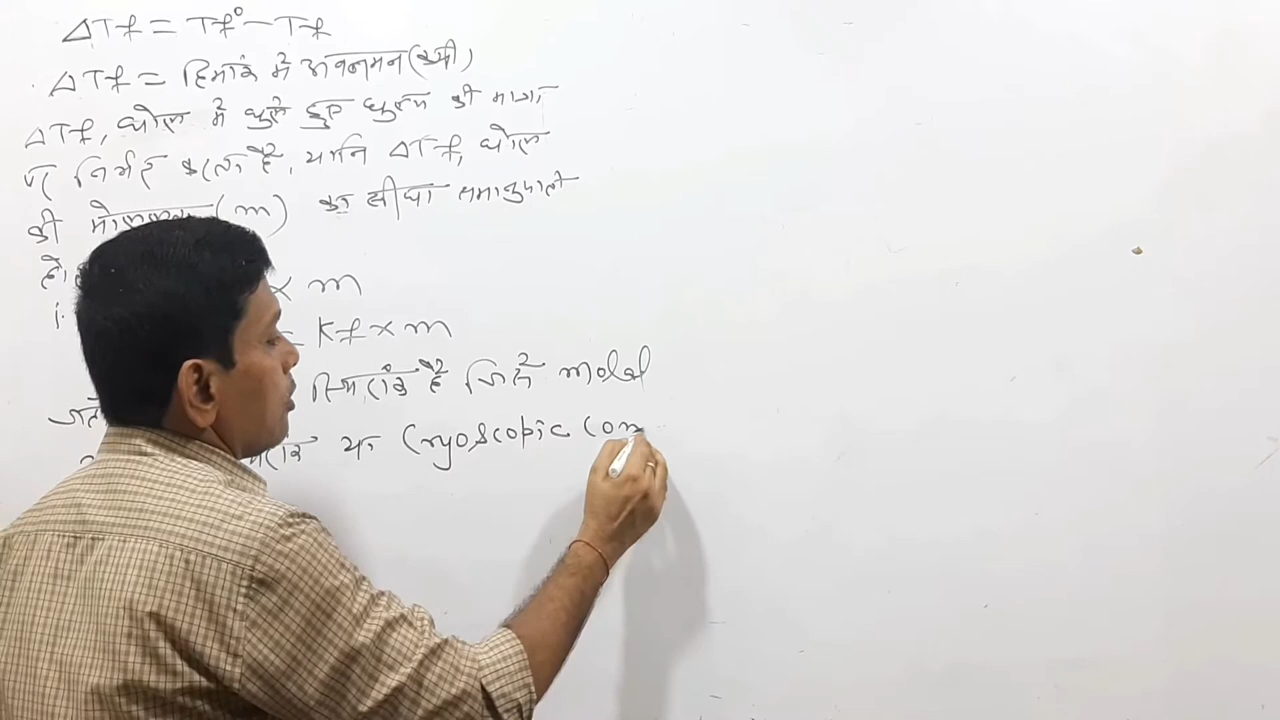 ΔTf = Tf° − Tf
ΔTf = हिमांक में अवनमन (कमी)
ΔTf, घोल में घुले हुए घुल्य की मात्रा
पर निर्भर करता है, यानि ΔTf, घोल
की मोललता (m) का सीधा समानुपाती
हो
i.
× m
= Kf × m
स्थिरांक है जिसे molal
या Cryoscopic Con